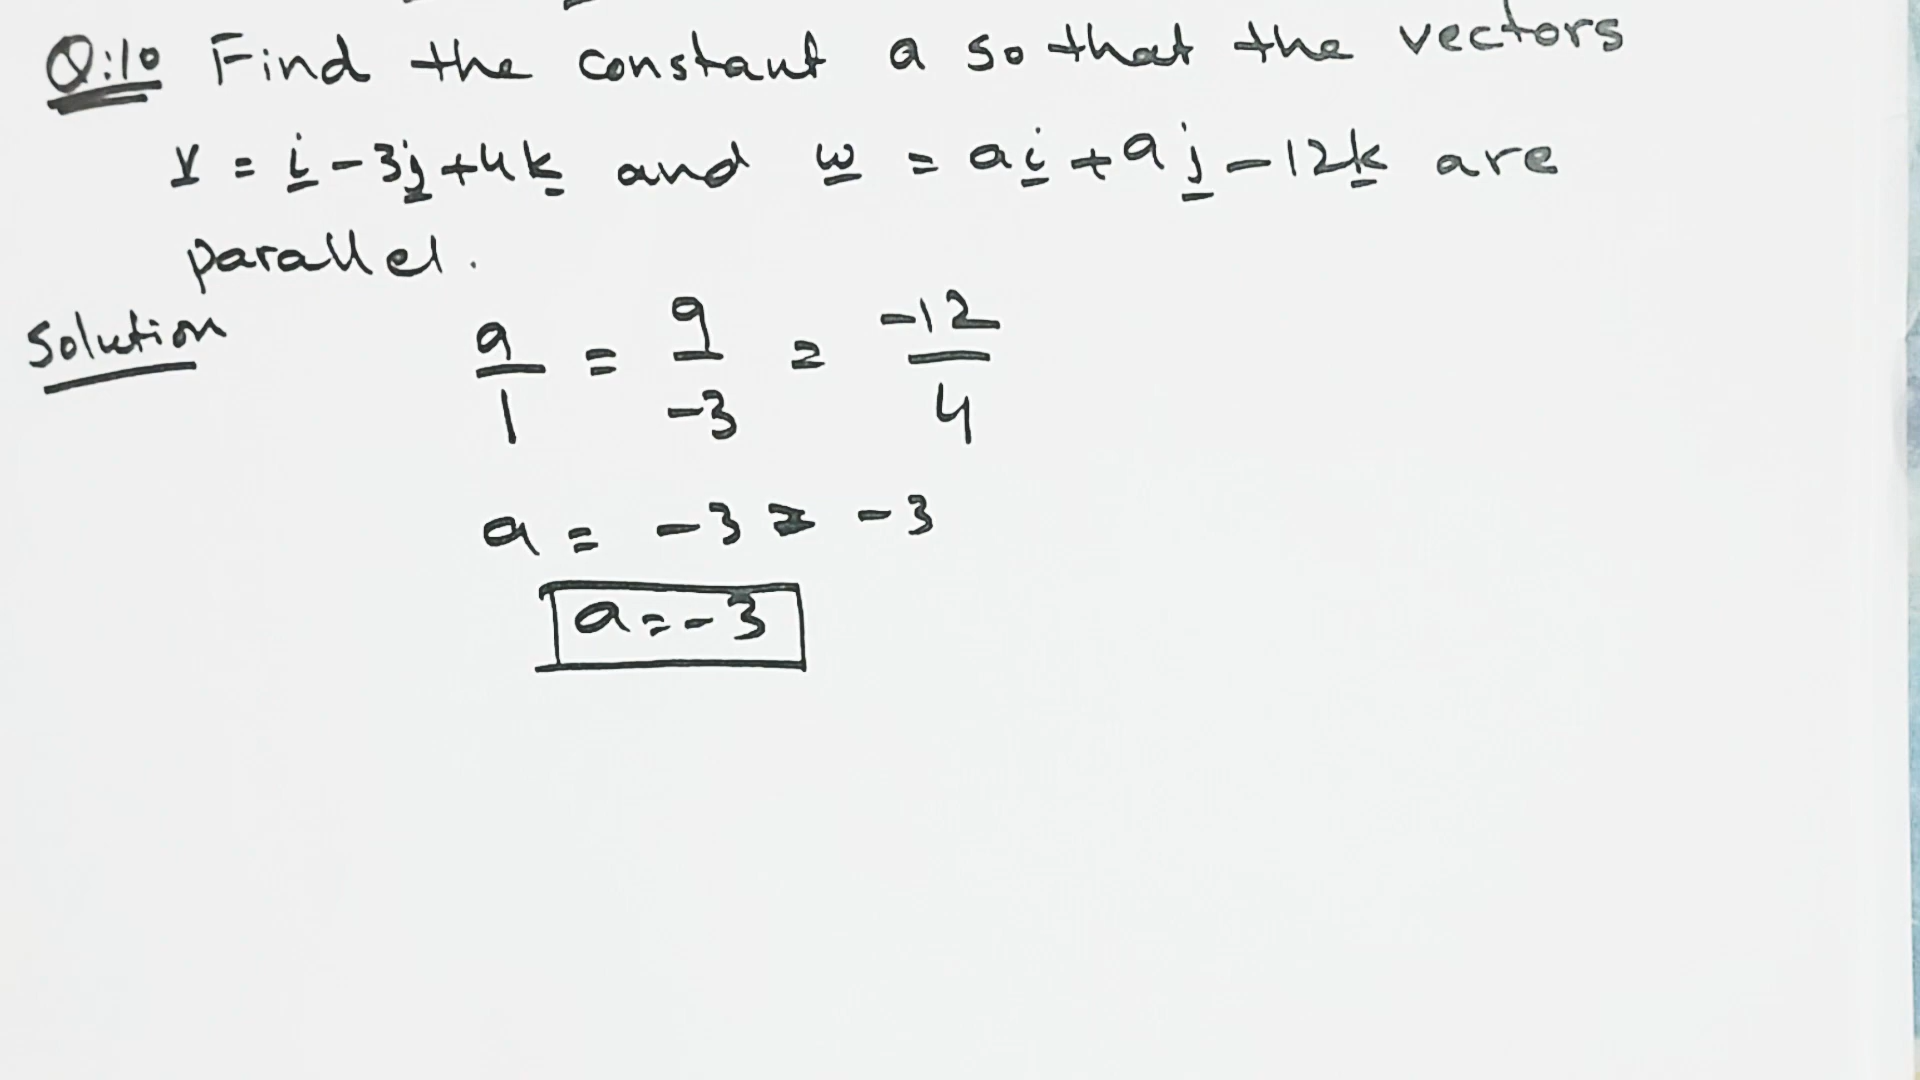 Q:10 Find the constant a so that the vectors
v = i - 3j + 4k and w = ai + 9j - 12k are
parallel.
Solution
a/1 = 9/-3 = -12/4
a = -3 = -3
a = -3